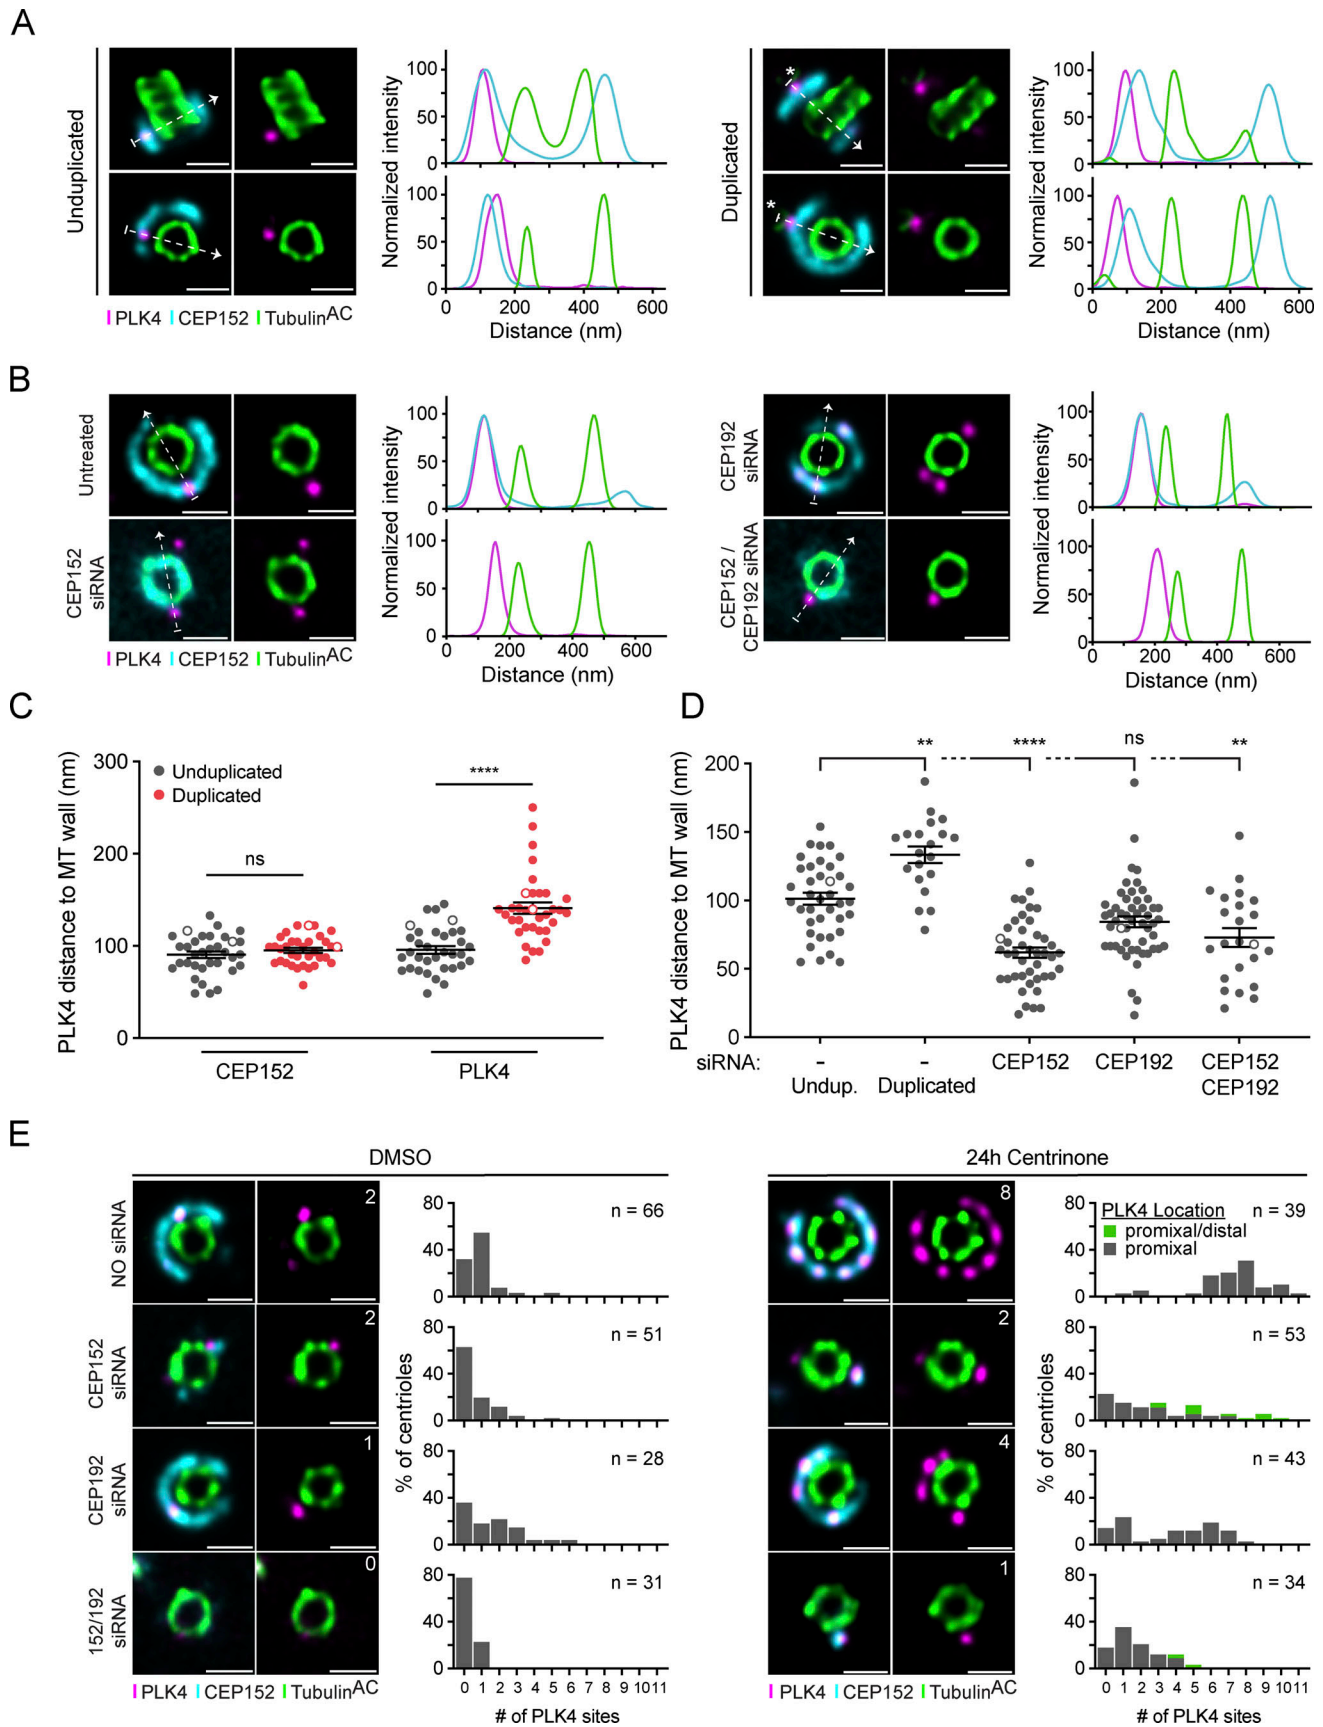 A
Unduplicated
Normalized intensity
100
50
0
100
50
0
0 200 400 600
Distance (nm)
PLK4 CEP152 TubulinAC
Duplicated
*
*
Normalized intensity
100
50
0
100
50
0
0 200 400 600
Distance (nm)
B
Untreated
CEP152 siRNA
Normalized intensity
100
50
0
100
50
0
0 200 400 600
Distance (nm)
PLK4 CEP152 TubulinAC
CEP192 siRNA
CEP152 / CEP192 siRNA
Normalized intensity
100
50
0
100
50
0
0 200 400 600
Distance (nm)
C
PLK4 distance to MT wall (nm)
300
200
100
0
Unduplicated
Duplicated
ns
****
CEP152 PLK4
D
PLK4 distance to MT wall (nm)
200
150
100
50
0
** **** ns **
siRNA: - - CEP152 CEP192 CEP152
Undup. Duplicated CEP192
E
DMSO
24h Centrinone
NO siRNA
2
80
40
0
n = 66
8
80
40
0
PLK4 Location
promixal/distal
promixal
n = 39
CEP152 siRNA
2
80
40
0
n = 51
2
80
40
0
n = 53
CEP192 siRNA
1
80
40
0
n = 28
4
80
40
0
n = 43
152/192 siRNA
0
80
40
0
n = 31
1
80
40
0
n = 34
% of centrioles
% of centrioles
0 1 2 3 4 5 6 7 8 9 10 11
# of PLK4 sites
0 1 2 3 4 5 6 7 8 9 10 11
# of PLK4 sites
PLK4 CEP152 TubulinAC
PLK4 CEP152 TubulinAC